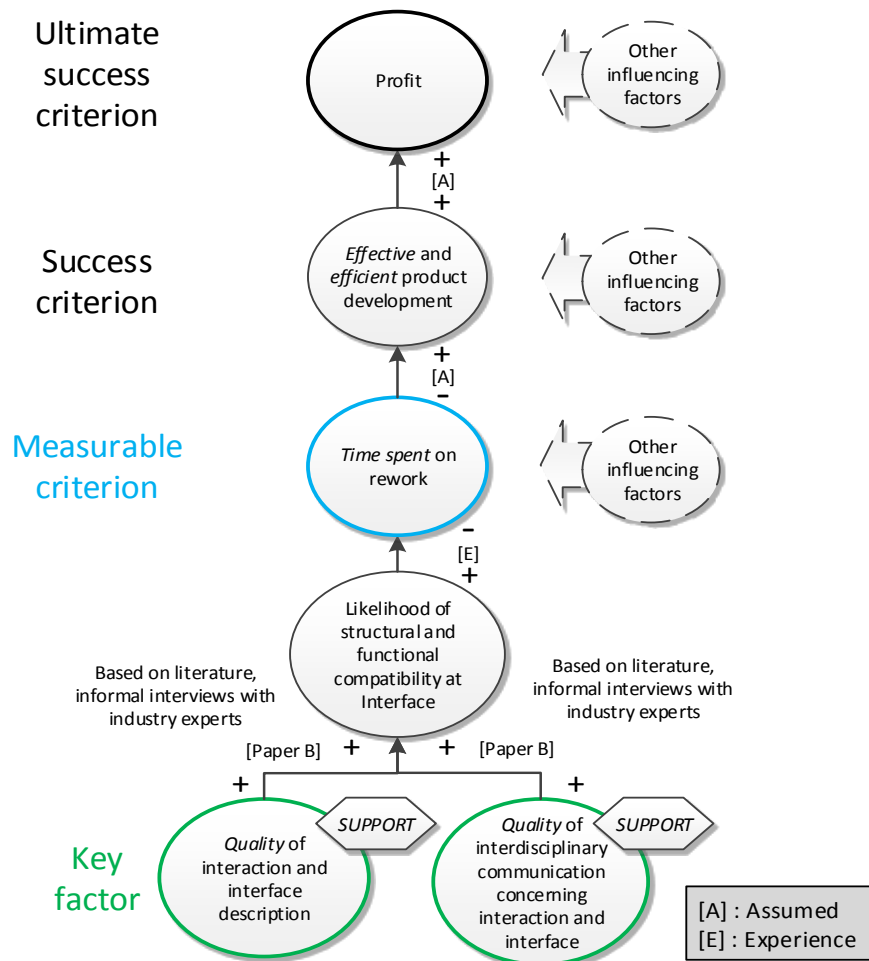 Ultimate
success
criterion
Profit
Other
influencing
factors
+
[A]
+
Success
criterion
Effective and
efficient product
development
Other
influencing
factors
+
[A]
-
Measurable
criterion
Time spent on
rework
Other
influencing
factors
-
[E]
+
Likelihood of
structural and
functional
compatibility at
Interface
Based on literature,
informal interviews with
industry experts
Based on literature,
informal interviews with
industry experts
[Paper B]
+
+
[Paper B]
+
+
Key
factor
Quality of
interaction and
interface
description
SUPPORT
Quality of
interdisciplinary
communication
concerning
interaction and
interface
SUPPORT
[A] : Assumed
[E] : Experience